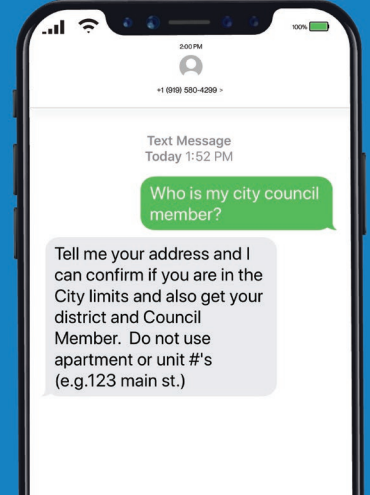 100%
2:00 PM
+1 (919) 580-4299 >
Text Message
Today 1:52 PM
Who is my city council
member?
Tell me your address and I
can confirm if you are in the
City limits and also get your
district and Council
Member.  Do not use
apartment or unit #'s
(e.g.123 main st.)